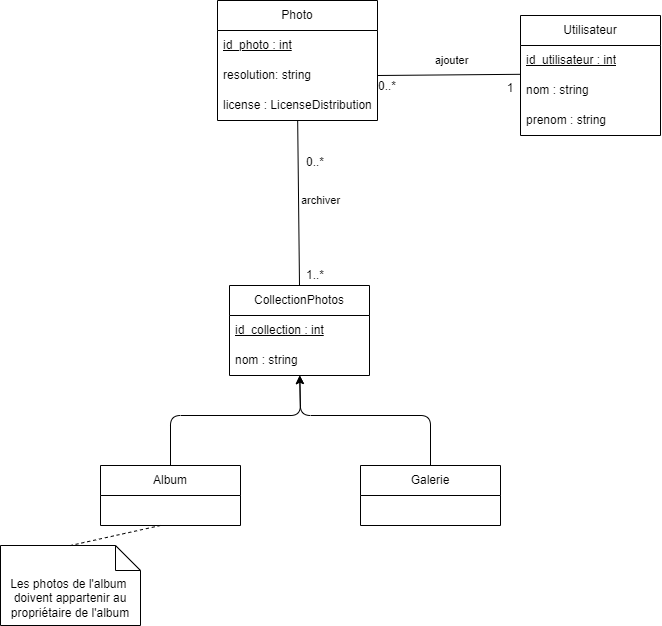 Photo
id_photo : int
resolution: string
license : LicenseDistribution
ajouter
0..*
1
Utilisateur
id_utilisateur : int
nom : string
prenom : string
0..*
archiver
1..*
CollectionPhotos
id_collection : int
nom : string
Album
Galerie
Les photos de l'album
doivent appartenir au
propriétaire de l'album